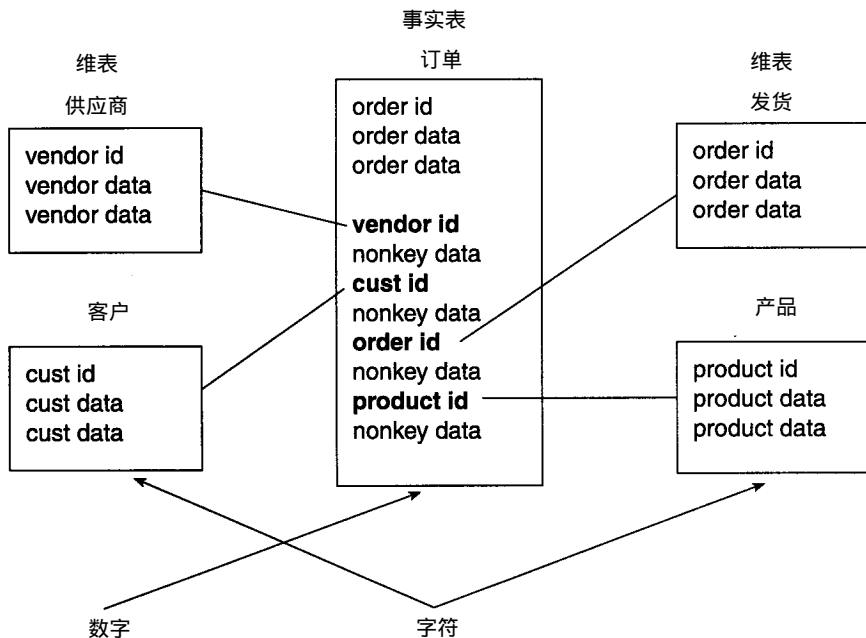 事实表
维表
订单
维表
供应商
发货
vendor id
vendor data
vendor data
order id
order data
order data
vendor id
nonkey data
cust id
nonkey data
order id
nonkey data
product id
nonkey data
order id
order data
order data
客户
产品
cust id
cust data
cust data
product id
product data
product data
数字
字符